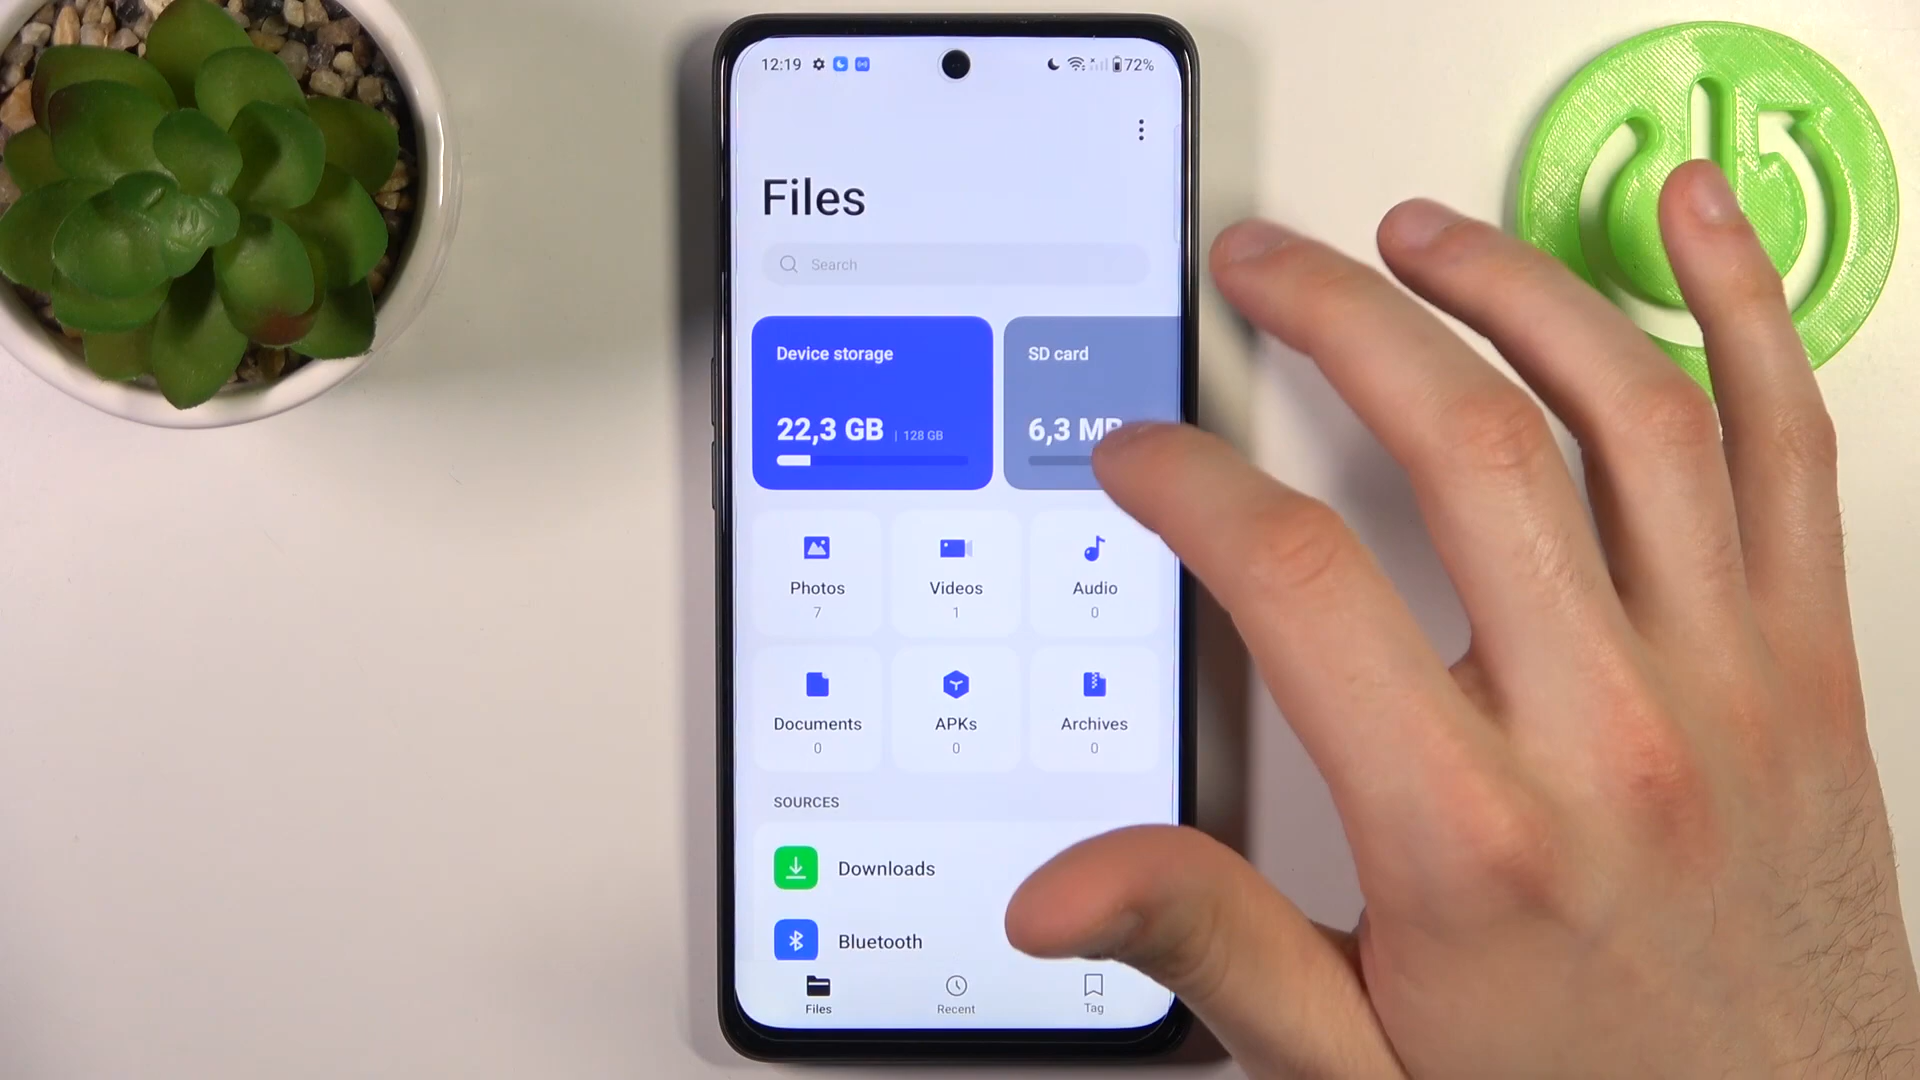 12:19
72%
Files
Search
Device storage
22,3 GB | 128 GB
SD card
6,3 MB
Photos
7
Videos
1
Audio
0
Documents
0
APKs
0
Archives
0
SOURCES
Downloads
Bluetooth
Files
Recent
Tag